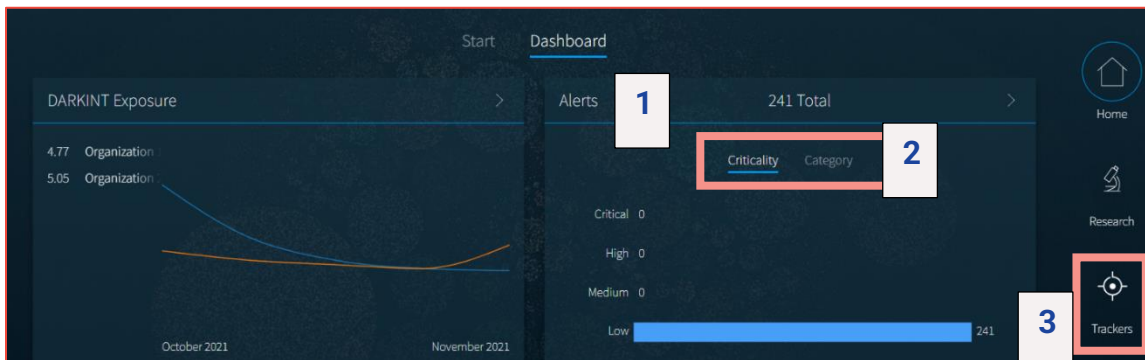 Start Dashboard
DARKINT Exposure
4.77 Organization
5.05 Organization
October 2021 November 2021
Alerts 1 241 Total
Criticality Category 2
Critical 0
High 0
Medium 0
Low 241
Home
Research
3 Trackers